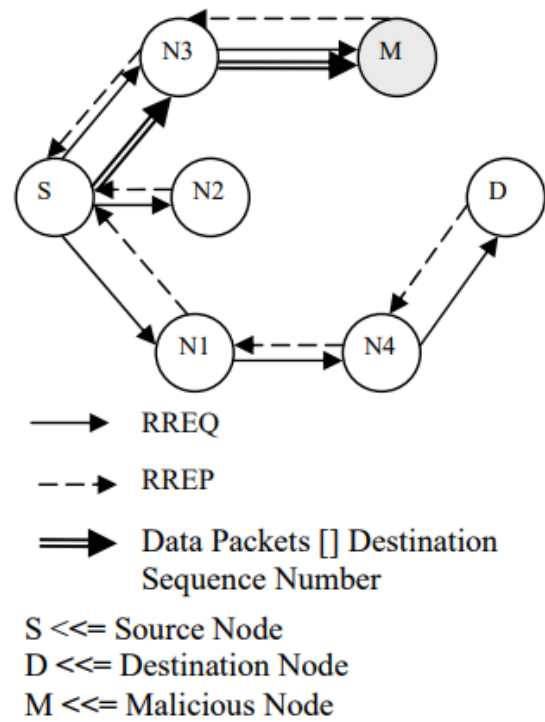 N3
M
S
N2
D
N1
N4
RREQ
RREP
Data Packets [] Destination
Sequence Number
S <<= Source Node
D <<= Destination Node
M <<= Malicious Node